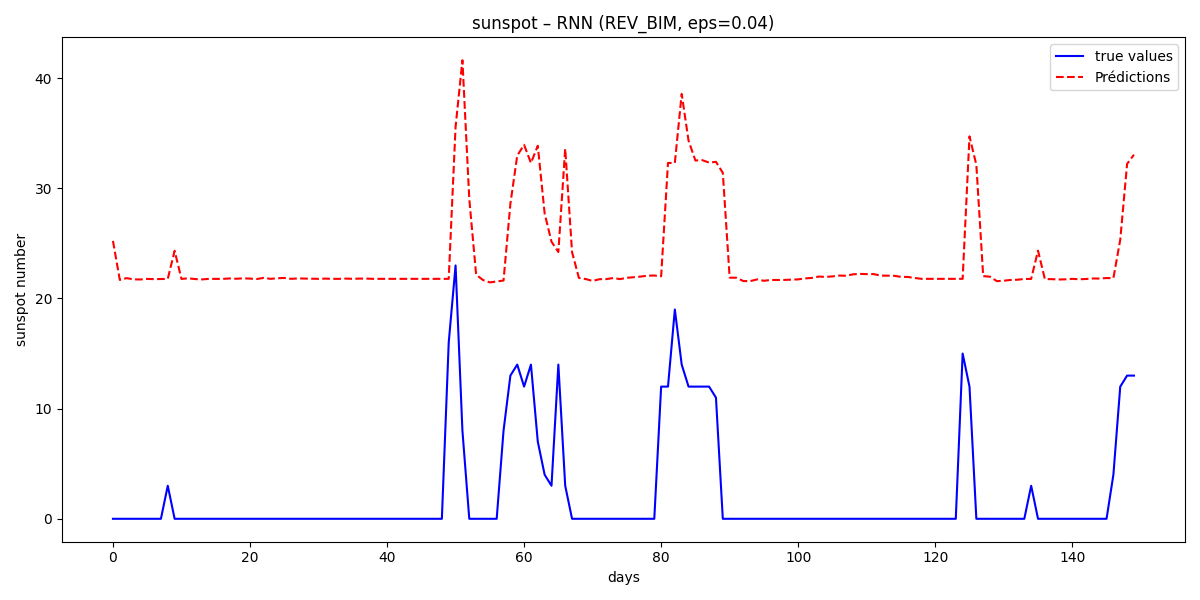 sunspot – RNN (REV_BIM, eps=0.04)
true values
Prédictions
sunspot number
40
30
20
10
0
0 20 40 60 80 100 120 140
days